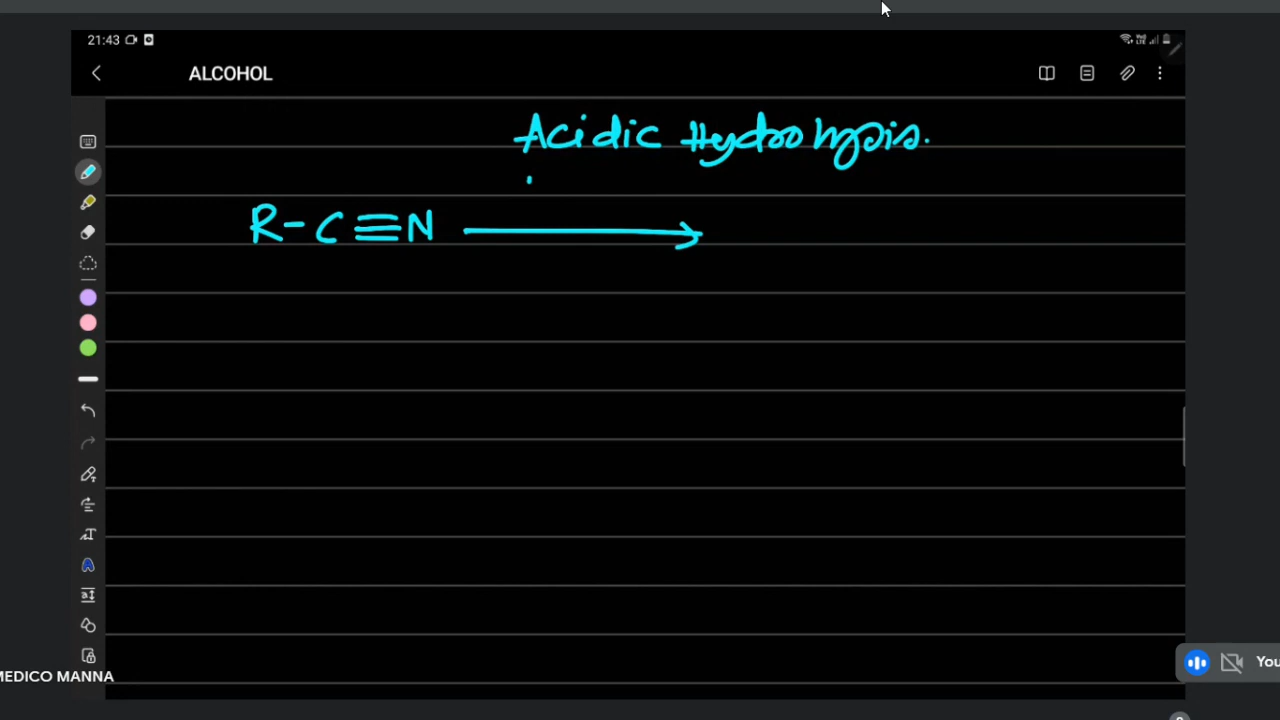 21:43
ALCOHOL
Acidic Hydrolysis.
R-C≡N
MEDICO MANNA
You